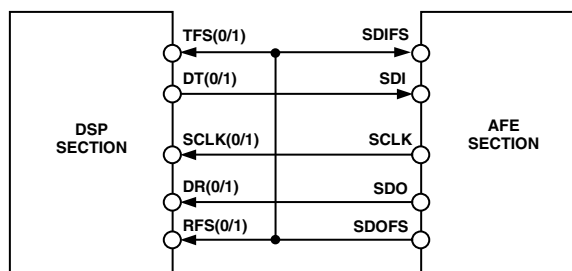 TFS(0/1) SDIFS
DT(0/1) SDI
DSP
SECTION
SCLK(0/1) SCLK
AFE
SECTION
DR(0/1) SDO
RFS(0/1) SDOFS